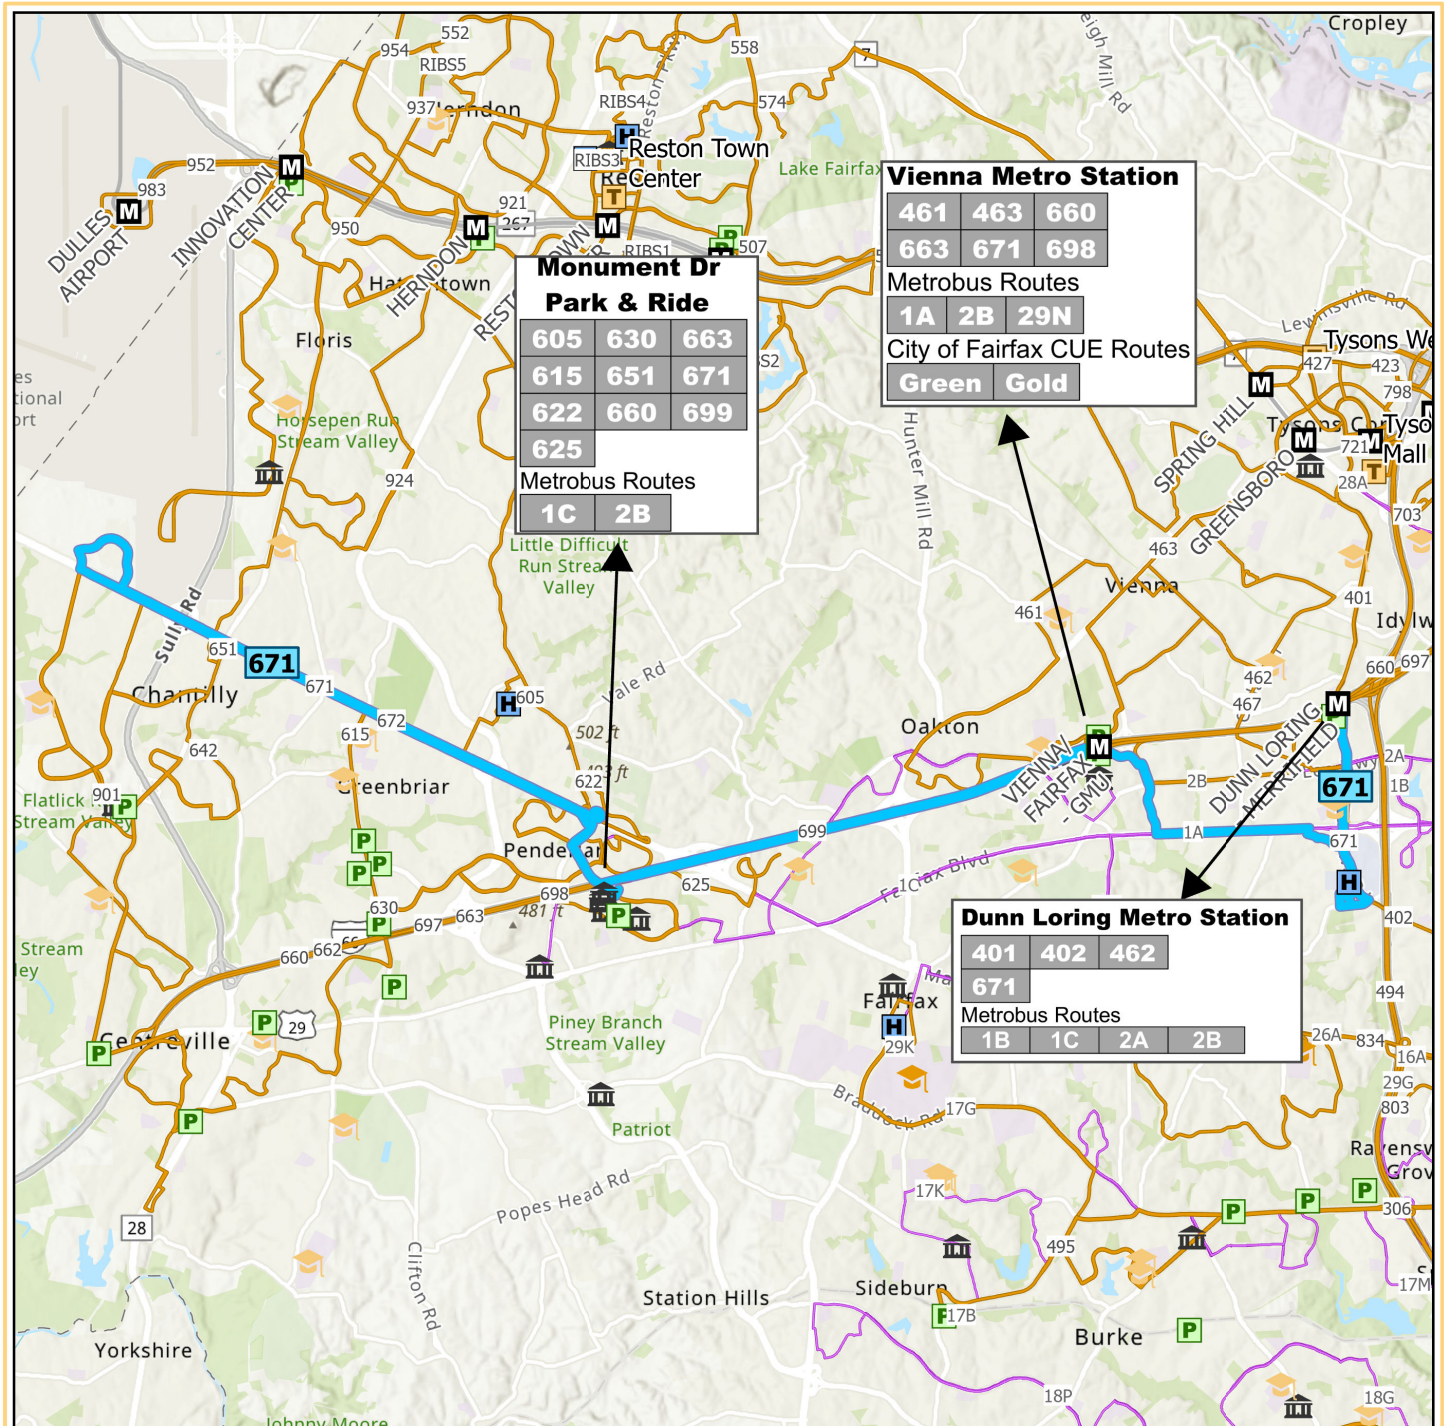 Cropley
552
954
558
RIBS5
7
RIBS4
Reston Pkwy
574
937
Reston Town
Center
RIBS3
Lake Fairfax
952
983
DULLES
AIRPORT
INNOVATION
CENTER
950
921
267
HERNDON
RIBS1
507
T
Floris
Horsepen Run
Stream Valley
924
Monument Dr
Park & Ride
605 630 663
615 651 671
622 660 699
625
Metrobus Routes
1C 2B
Little Difficult
Run Stream
Valley
Vienna Metro Station
461 463 660
663 671 698
Metrobus Routes
1A 2B 29N
City of Fairfax CUE Routes
Green Gold
Lewinsville Rd
427
423
798
SPRING HILL
GREENSBORO
721
Mall
28A
703
Hunter Mill Rd
463
Vienna
461
401
462
467
660
697
Sully Rd
651
671
671
672
Chantilly
642
615
605
Vale Rd
502 ft
622
Greenbriar
901
Oakton
VIENNA/
FAIRFAX
- GMU
DUNN LORING
- MERRIFIELD
671
2A
2B
1B
1A
671
699
Fairfax Blvd
1C
402
625
698
481 ft
663
697
630
662
660
Centreville
29
Piney Branch
Stream Valley
Fairfax
29K
Dunn Loring Metro Station
401 402 462
671
Metrobus Routes
1B 1C 2A 2B
494
26A
834
16A
29G
803
Braddock Rd
17G
Patriot
Popes Head Rd
17K
306
28
495
Clifton Rd
Sideburn
17B
17M
Station Hills
Burke
Yorkshire
18P
18G
Johnny Moore